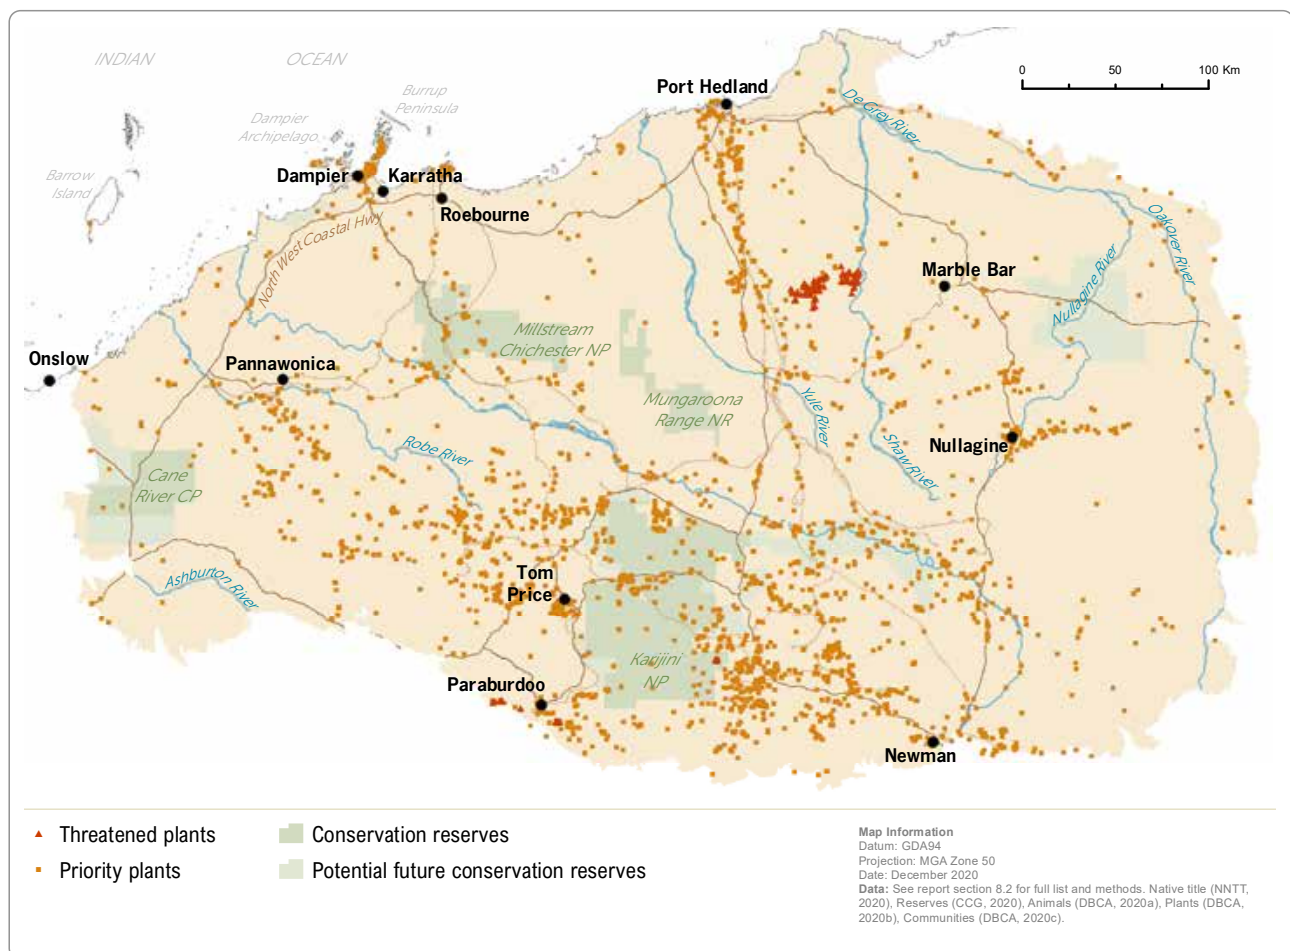 INDIAN
OCEAN
Burrup
Peninsula
Dampier
Archipelago
Barrow
Island
Port Hedland
0 50 100 Km
De Grey River
Dampier
Karratha
Roebourne
North West Coastal Hwy
Oakover River
Marble Bar
Nullagine River
Millstream
Chichester NP
Onslow
Pannawonica
Mungaroona
Range NR
Yule River
Robe River
Shaw River
Nullagine
Cane
River CP
Ashburton River
Tom
Price
Karijini
NP
Paraburdoo
Newman
Threatened plants
Priority plants
Conservation reserves
Potential future conservation reserves
Map Information
Datum: GDA94
Projection: MGA Zone 50
Date: December 2020
Data: See report section 8.2 for full list and methods. Native title (NNTT,
2020), Reserves (CCG, 2020), Animals (DBCA, 2020a), Plants (DBCA,
2020b), Communities (DBCA, 2020c).